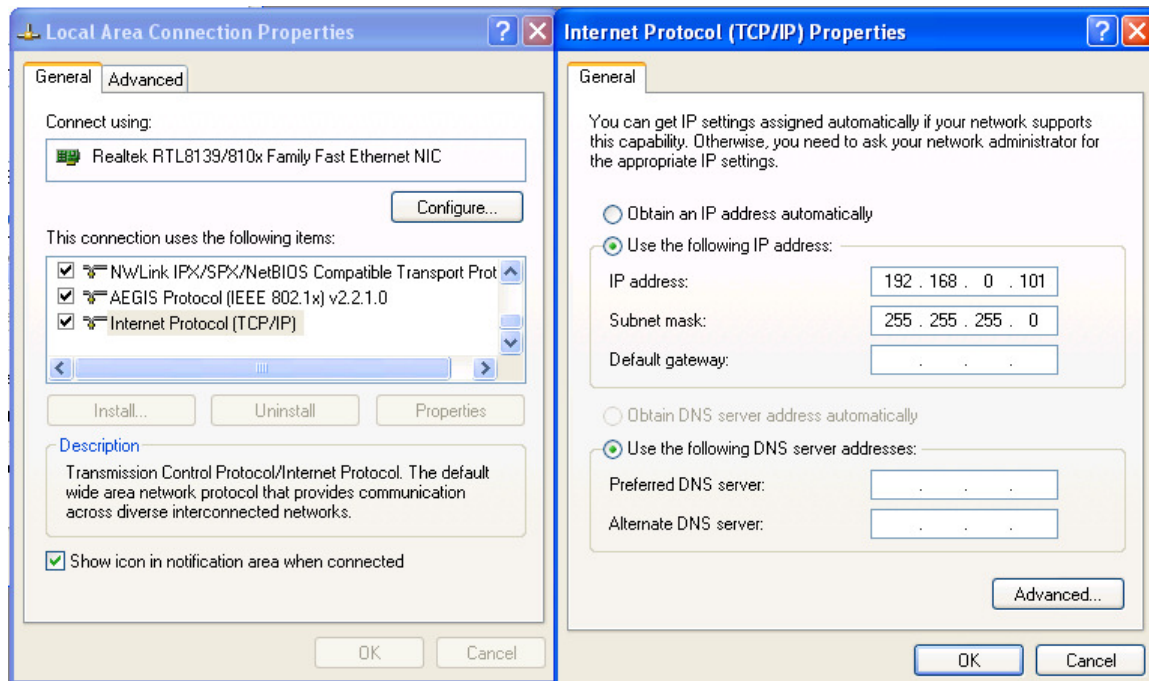 Local Area Connection Properties
General
Advanced
Connect using:
Realtek RTL8139/810x Family Fast Ethernet NIC
Configure...
This connection uses the following items:
NWLink IPX/SPX/NetBIOS Compatible Transport Prot
AEGIS Protocol (IEEE 802.1x) v2.2.1.0
Internet Protocol (TCP/IP)
Install...
Uninstall
Properties
Description
Transmission Control Protocol/Internet Protocol. The default
wide area network protocol that provides communication
across diverse interconnected networks.
Show icon in notification area when connected
OK
Cancel
Internet Protocol (TCP/IP) Properties
General
You can get IP settings assigned automatically if your network supports
this capability. Otherwise, you need to ask your network administrator for
the appropriate IP settings.
Obtain an IP address automatically
Use the following IP address:
IP address: 192 . 168 . 0 . 101
Subnet mask: 255 . 255 . 255 . 0
Default gateway: . . .
Obtain DNS server address automatically
Use the following DNS server addresses:
Preferred DNS server: . . .
Alternate DNS server: . . .
Advanced...
OK
Cancel